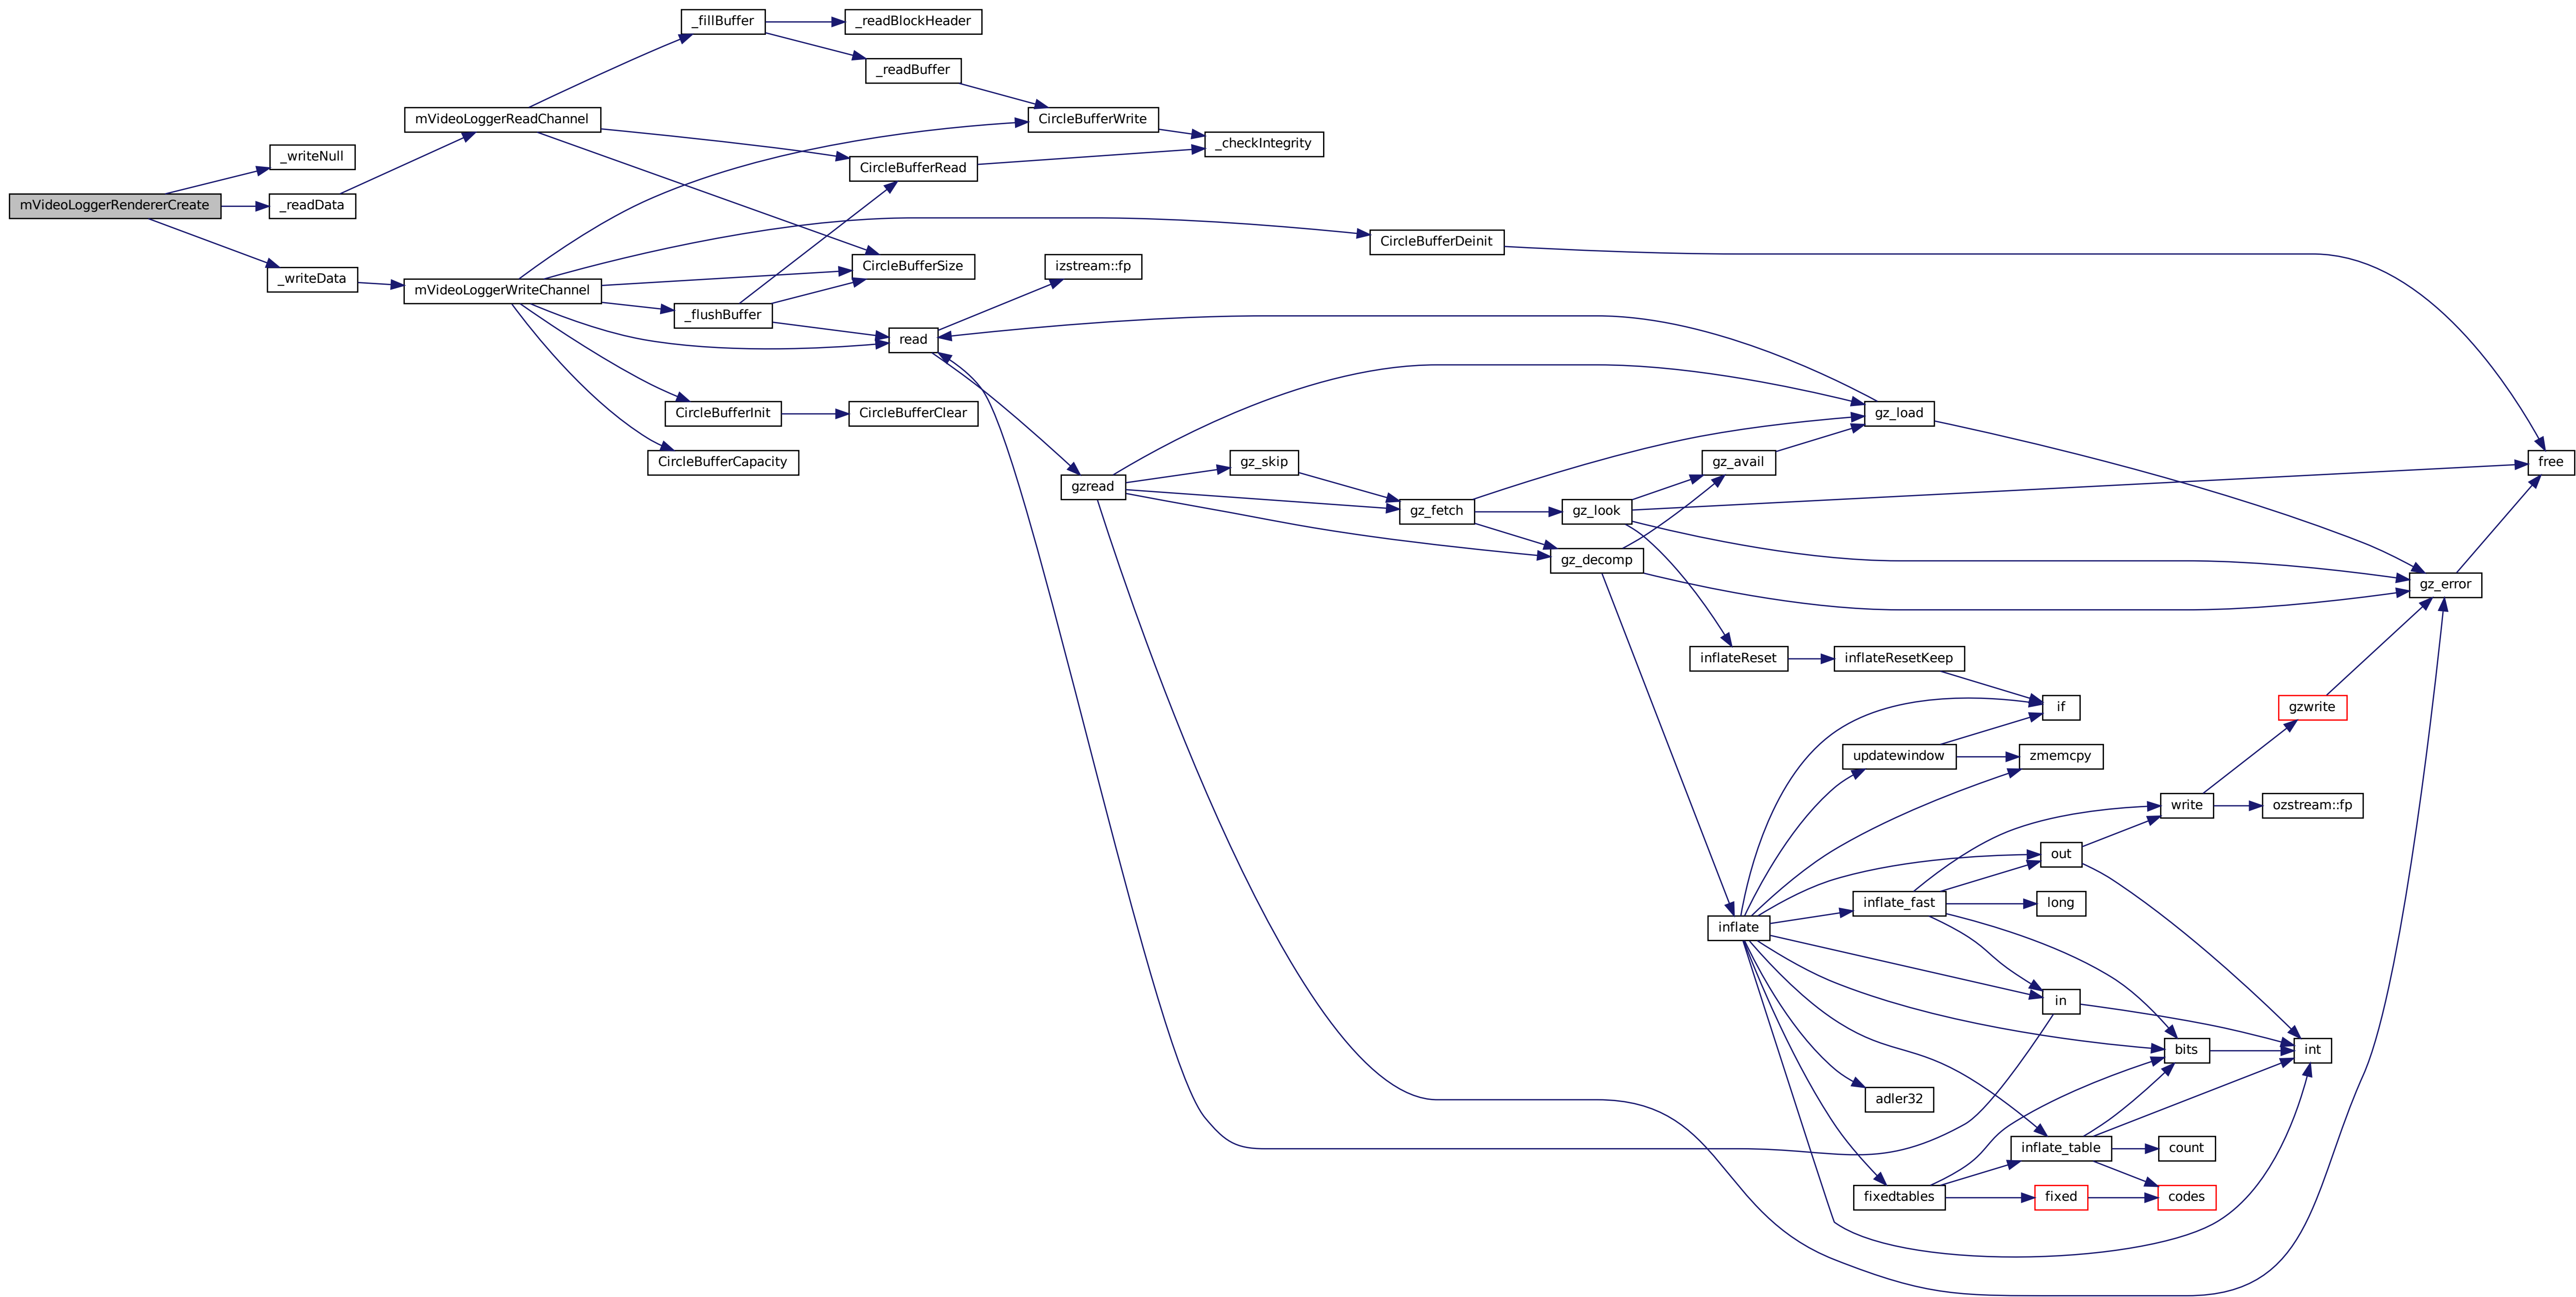 _fillBuffer
_readBlockHeader
_readBuffer
mVideoLoggerReadChannel
CircleBufferWrite
_writeNull
_checkIntegrity
CircleBufferRead
mVideoLoggerRendererCreate
_readData
CircleBufferDeinit
_writeData
mVideoLoggerWriteChannel
CircleBufferSize
izstream::fp
_flushBuffer
read
CircleBufferInit
CircleBufferClear
gz_load
CircleBufferCapacity
gz_skip
gz_avail
free
gzread
gz_fetch
gz_look
gz_decomp
gz_error
inflateReset
inflateResetKeep
if
gzwrite
updatewindow
zmemcpy
write
ozstream::fp
out
inflate_fast
long
inflate
in
bits
int
adler32
inflate_table
count
fixedtables
fixed
codes